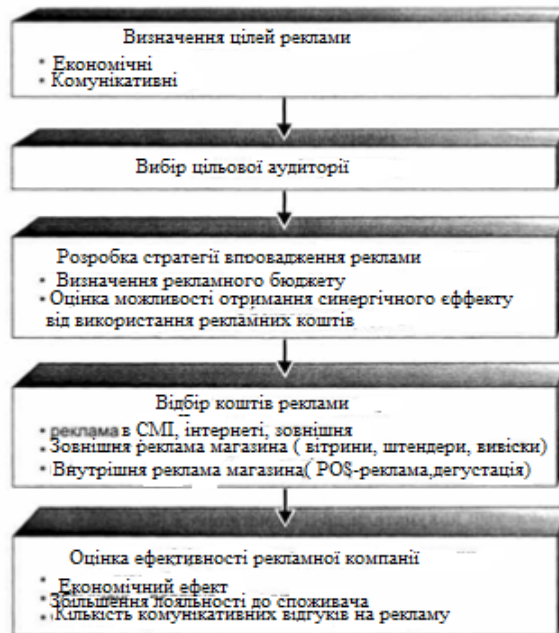 Визначення цілей реклами
• Економічні
• Комунікативні
Вибір цільової аудиторії
Розробка стратегії впровадження реклами
• Визначення рекламного бюджету
• Оцінка можливості отримання синергічного єффекту
від використання рекламних коштів
Відбір коштів реклами
• реклама в СМІ, інтернеті, зовнішня
Зовнішня реклама магазина ( вітрини, штендери, вивіски)
• Внутрішня реклама магазина( POS-реклама,дегустація)
Оцінка ефективності рекламної компанії
• Економічний ефект
• Збільшення лояльності до споживача
• Кількість комунікативних відгуків на рекламу